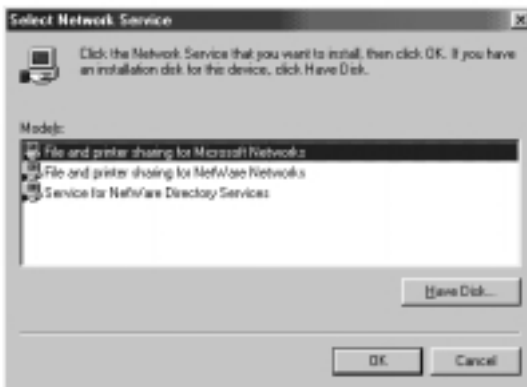 Select Network Service
Click the Network Service that you want to install, then click OK. If you have
an installation disk for this device, click Have Disk.
Models:
File and printer sharing for Microsoft Networks
File and printer sharing for NetWare Networks
Service for NetWare Directory Services
Have Disk...
OK
Cancel